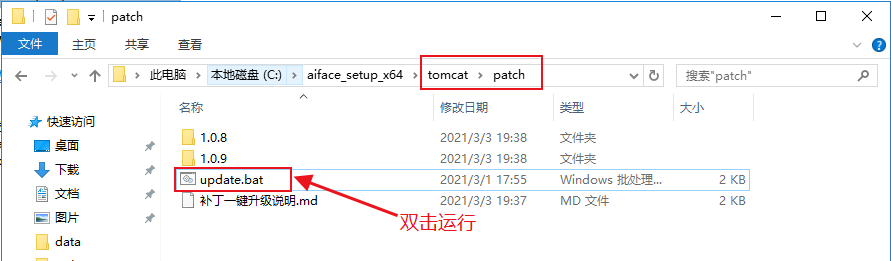 patch
文件 主页 共享 查看
此电脑 本地磁盘 (C:) aiface_setup_x64 tomcat patch 搜索"patch"
名称 修改日期 类型 大小
快速访问
桌面
下载
文档
图片
data
1.0.8 2021/3/3 19:38 文件夹
1.0.9 2021/3/3 19:38 文件夹
update.bat 2021/3/1 17:55 Windows 批处理... 2 KB
补丁一键升级说明.md 2021/3/3 19:37 MD 文件 2 KB
双击运行